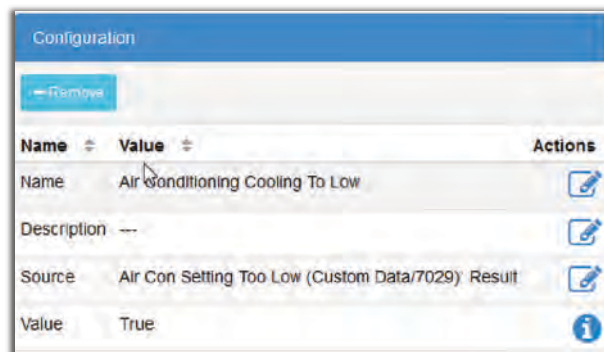 Configuration
Remove
Name Value Actions
Name Air Conditioning Cooling To Low
Description ---
Source Air Con Setting Too Low (Custom Data/7029) Result
Value True